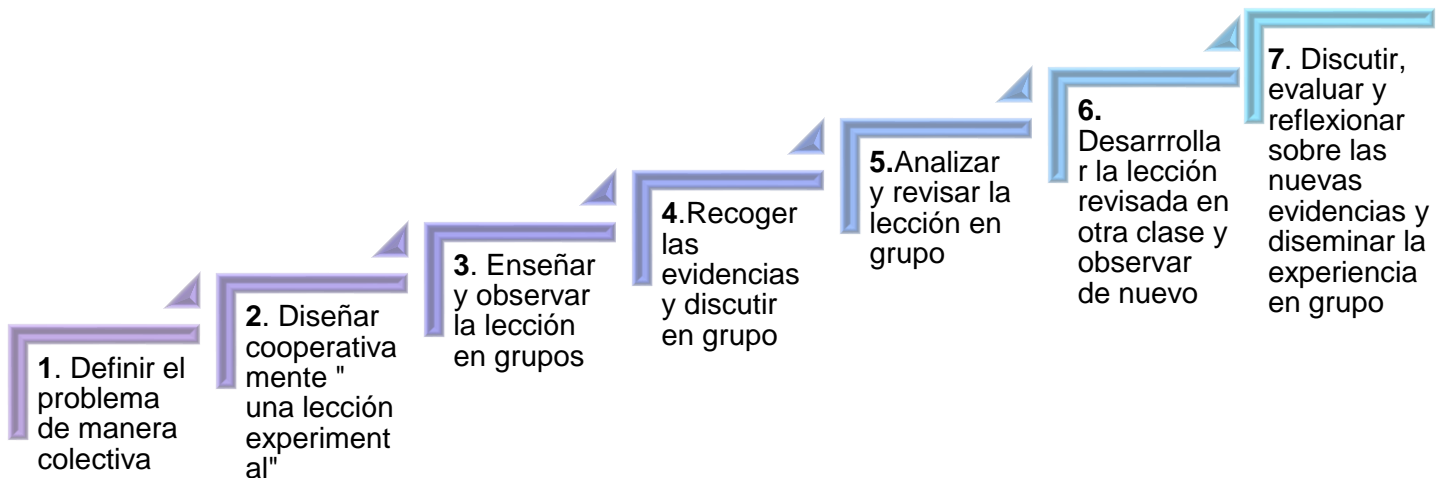 1. Definir el
problema
de manera
colectiva
2. Diseñar
cooperativa
mente "
una lección
experiment
al"
3. Enseñar
y observar
la lección
en grupos
4.Recoger
las
evidencias
y discutir
en grupo
5.Analizar
y revisar la
lección en
grupo
6.
Desarrrolla
r la lección
revisada en
otra clase y
observar
de nuevo
7. Discutir,
evaluar y
reflexionar
sobre las
nuevas
evidencias y
diseminar la
experiencia
en grupo